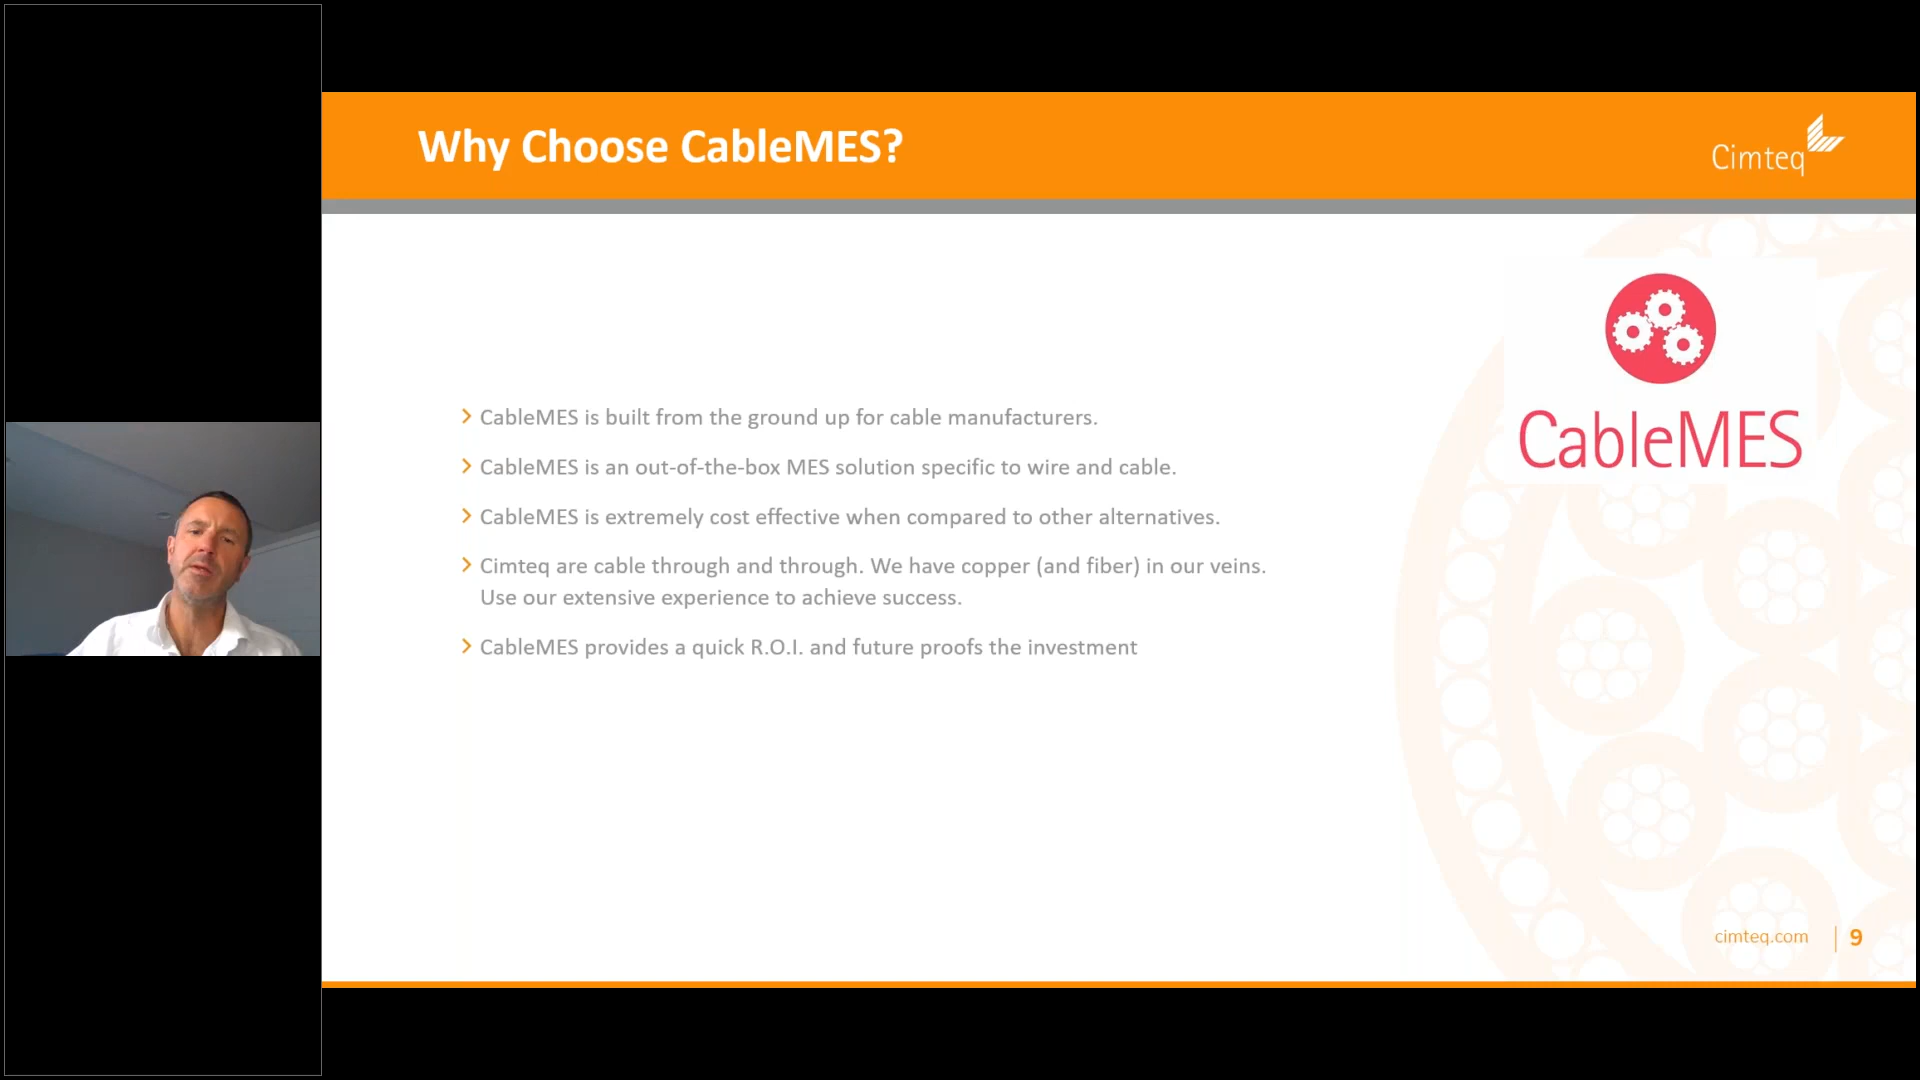 Why Choose CableMES?
Cimteq
CableMES
CableMES is built from the ground up for cable manufacturers.
CableMES is an out-of-the-box MES solution specific to wire and cable.
CableMES is extremely cost effective when compared to other alternatives.
Cimteq are cable through and through. We have copper (and fiber) in our veins.
Use our extensive experience to achieve success.
CableMES provides a quick R.O.I. and future proofs the investment
cimteq.com | 9